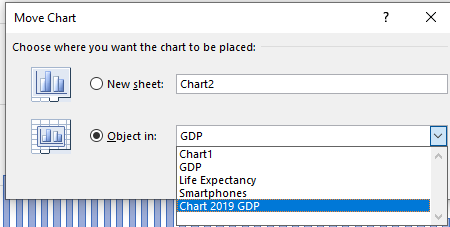 Move Chart
Choose where you want the chart to be placed:
New sheet: Chart2
Object in: GDP
Chart1
GDP
Life Expectancy
Smartphones
Chart 2019 GDP